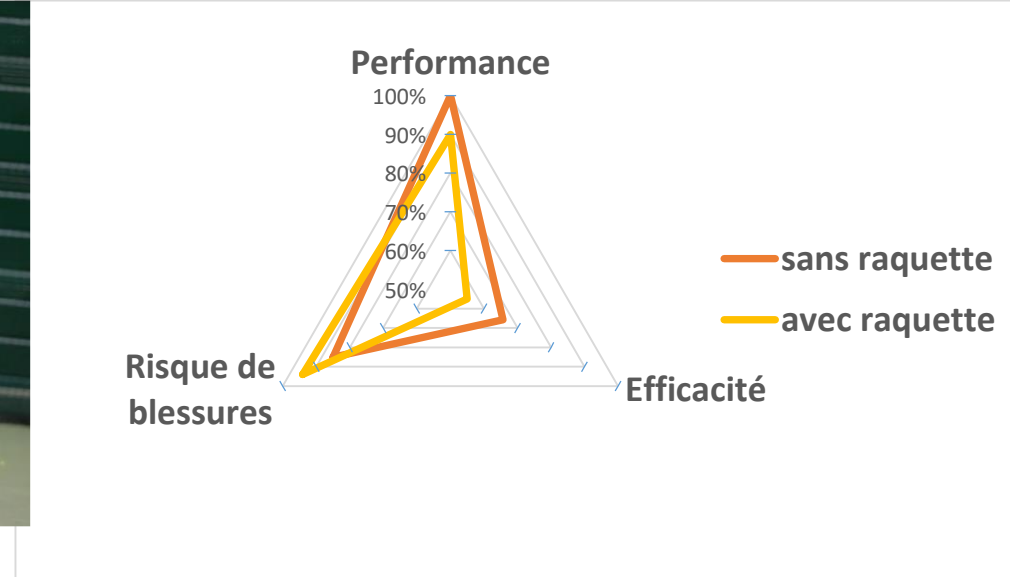 Performance
100%
90%
80%
70%
60%
50%
Risque de
blessures
Efficacité
sans raquette
avec raquette